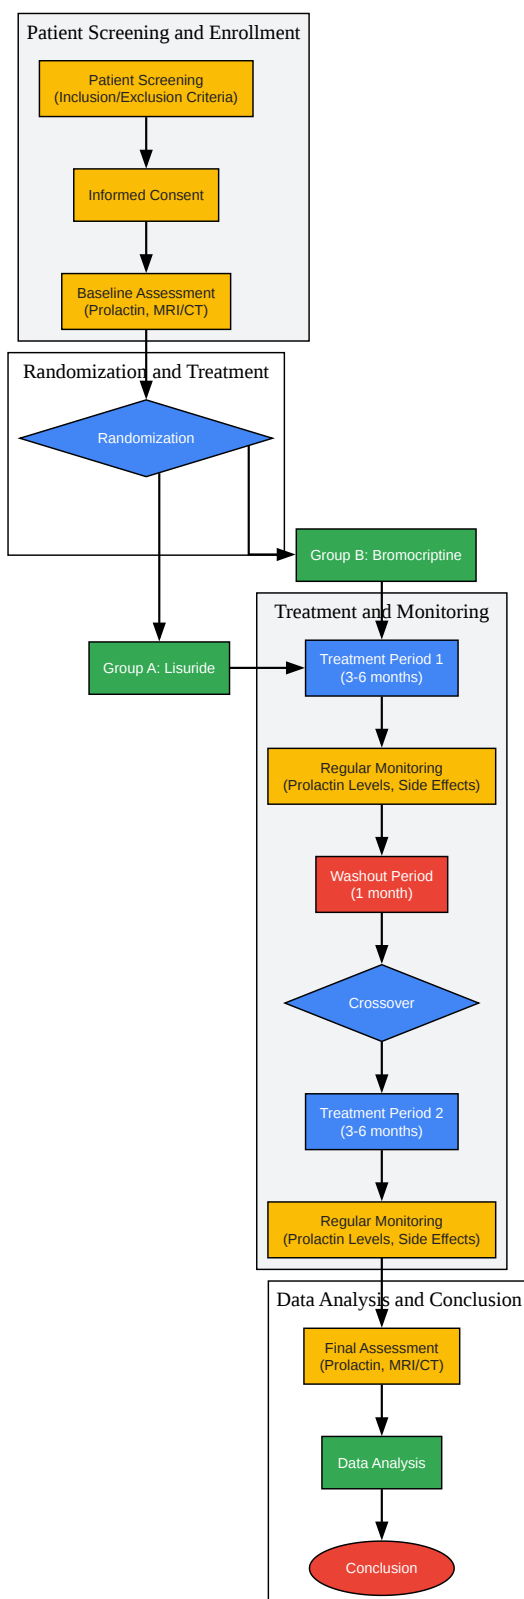 Patient Screening and Enrollment
Patient Screening
(Inclusion/Exclusion Criteria)
Informed Consent
Baseline Assessment
(Prolactin, MRI/CT)
Randomization and Treatment
Randomization
Group B: Bromocriptine
Treatment and Monitoring
Group A: Lisuride
Treatment Period 1
(3-6 months)
Regular Monitoring
(Prolactin Levels, Side Effects)
Washout Period
(1 month)
Crossover
Treatment Period 2
(3-6 months)
Regular Monitoring
(Prolactin Levels, Side Effects)
Data Analysis and Conclusion
Final Assessment
(Prolactin, MRI/CT)
Data Analysis
Conclusion